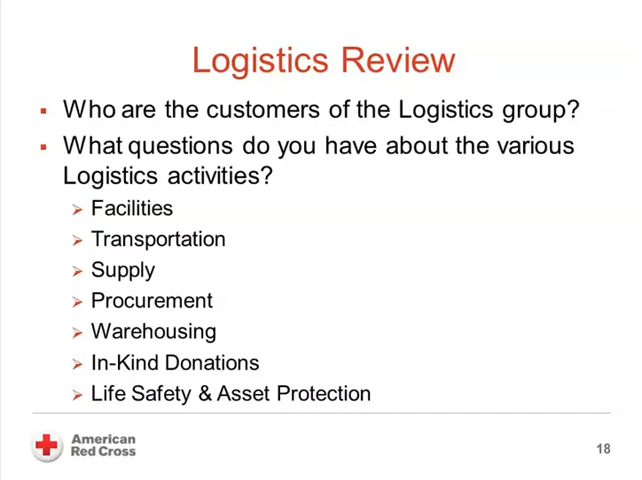 Logistics Review
Who are the customers of the Logistics group?
What questions do you have about the various
Logistics activities?
Facilities
Transportation
Supply
Procurement
Warehousing
In-Kind Donations
Life Safety & Asset Protection
American
Red Cross
18